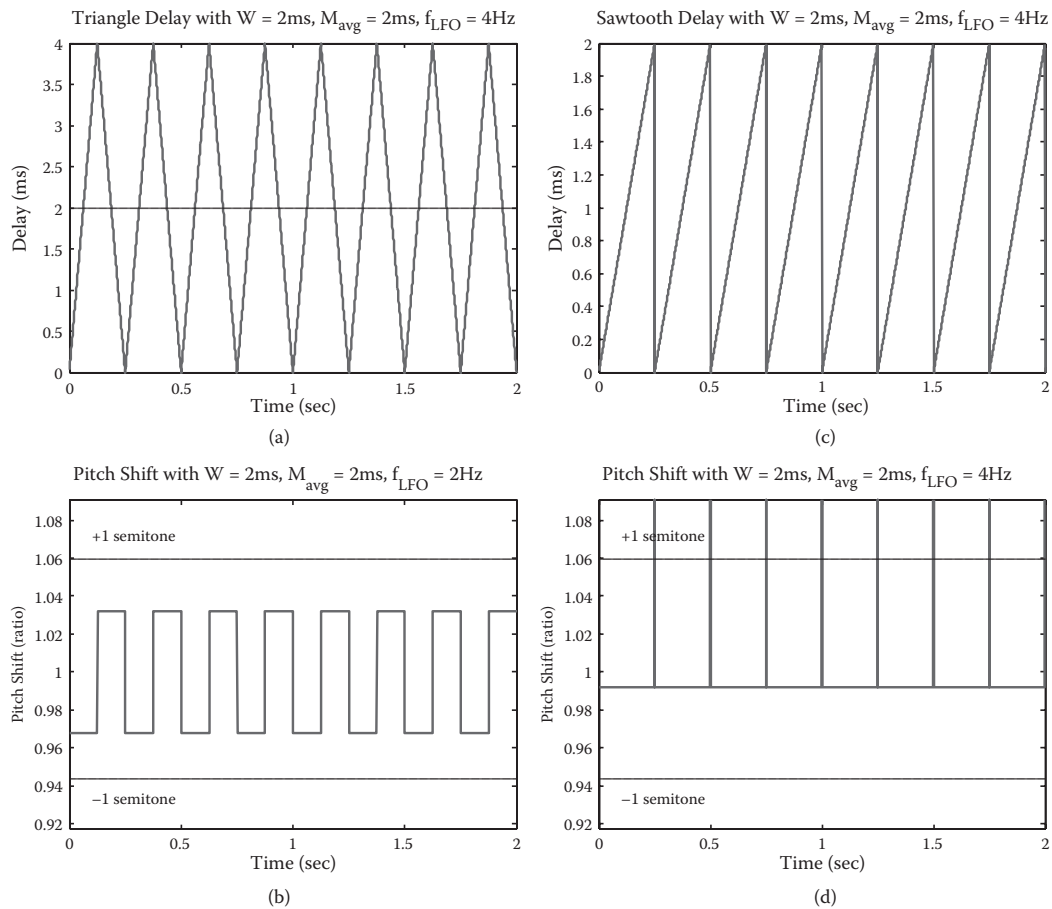 Triangle Delay with W = 2ms, M_avg = 2ms, f_LFO = 4Hz
4
3.5
3
2.5
2
1.5
1
0.5
0
Delay (ms)
0 0.5 1 1.5 2
Time (sec)
(a)
Sawtooth Delay with W = 2ms, M_avg = 2ms, f_LFO = 4Hz
2
1.8
1.6
1.4
1.2
1
0.8
0.6
0.4
0.2
0
Delay (ms)
0 0.5 1 1.5 2
Time (sec)
(c)
Pitch Shift with W = 2ms, M_avg = 2ms, f_LFO = 2Hz
1.08
1.06
1.04
1.02
1
0.98
0.96
0.94
0.92
Pitch Shift (ratio)
+1 semitone
–1 semitone
0 0.5 1 1.5 2
Time (sec)
(b)
Pitch Shift with W = 2ms, M_avg = 2ms, f_LFO = 4Hz
1.08
1.06
1.04
1.02
1
0.98
0.96
0.94
0.92
Pitch Shift (ratio)
+1 semitone
–1 semitone
0 0.5 1 1.5 2
Time (sec)
(d)